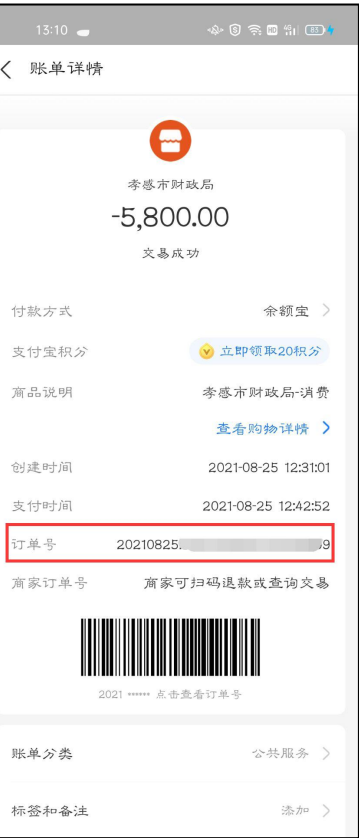 13:10
HD 4G 83
账单详情
孝感市财政局
-5,800.00
交易成功
付款方式 余额宝
支付宝积分 立即领取20积分
商品说明 孝感市财政局-消费
查看购物详情
创建时间 2021-08-25 12:31:01
支付时间 2021-08-25 12:42:52
订单号 20210825 9
商家订单号 商家可扫码退款或查询交易
2021 ······ 点击查看订单号
账单分类 公共服务
标签和备注 添加